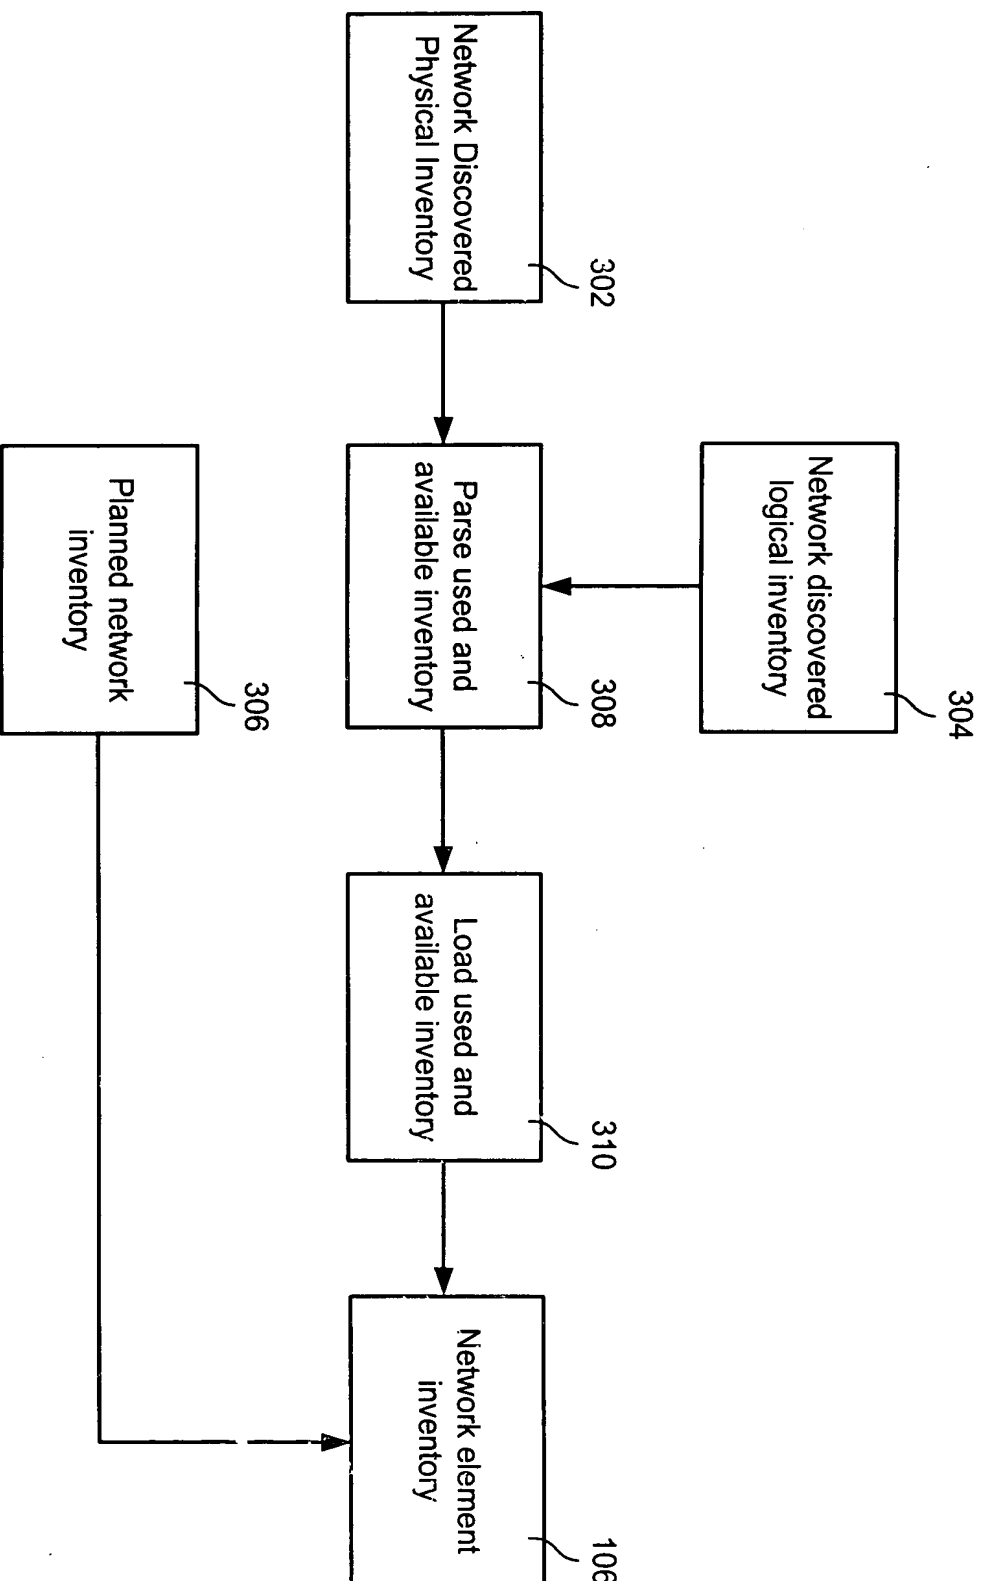 304
Network discovered
logical inventory
302
Network Discovered
Physical Inventory
308
Parse used and
available inventory
310
Load used and
available inventory
106
Network element
inventory
306
Planned network
inventory